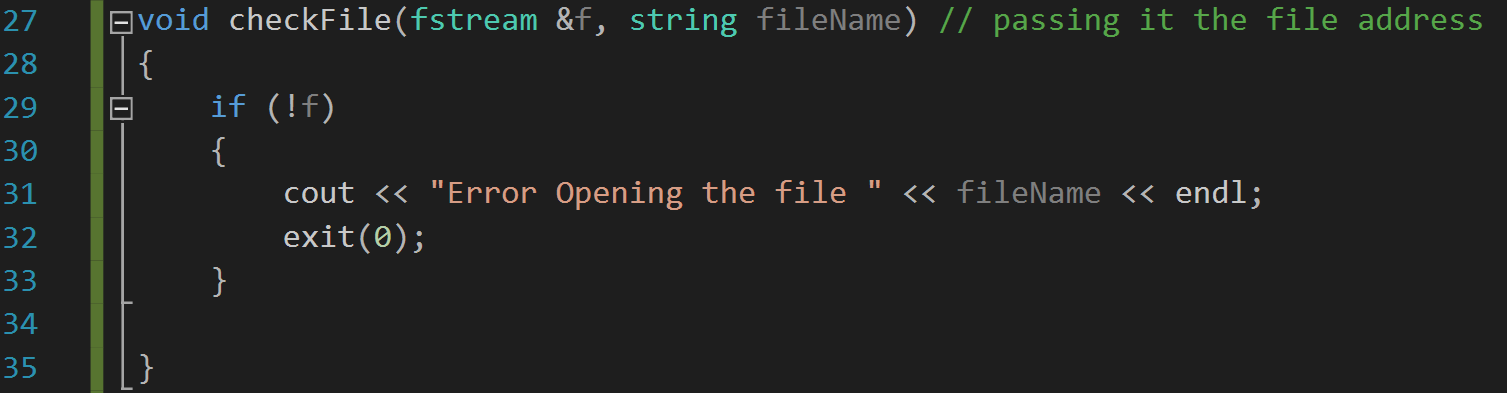 27 void checkFile(fstream &f, string fileName) // passing it the file address
28 {
29 if (!f)
30 {
31 cout << "Error Opening the file " << fileName << endl;
32 exit(0);
33 }
34
35 }